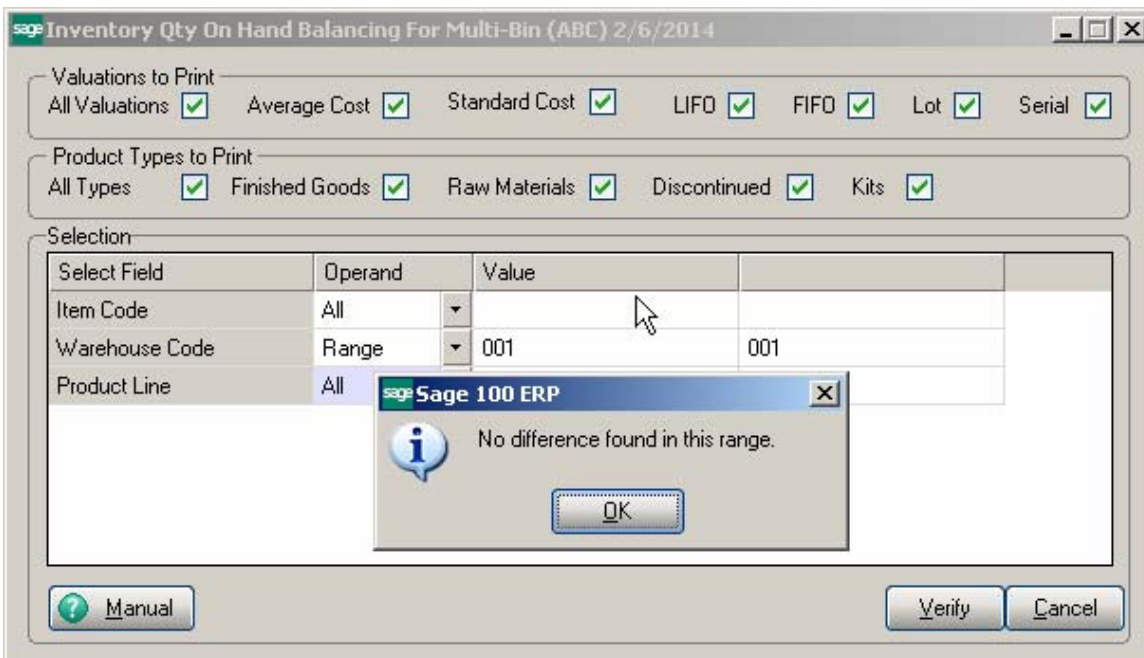 sage Inventory Qty On Hand Balancing For Multi-Bin (ABC) 2/6/2014
Valuations to Print
All Valuations Average Cost Standard Cost LIFO FIFO Lot Serial
Product Types to Print
All Types Finished Goods Raw Materials Discontinued Kits
Selection
Select Field Operand Value
Item Code All
Warehouse Code Range 001 001
Product Line All
sage Sage 100 ERP
No difference found in this range.
OK
Manual Verify Cancel